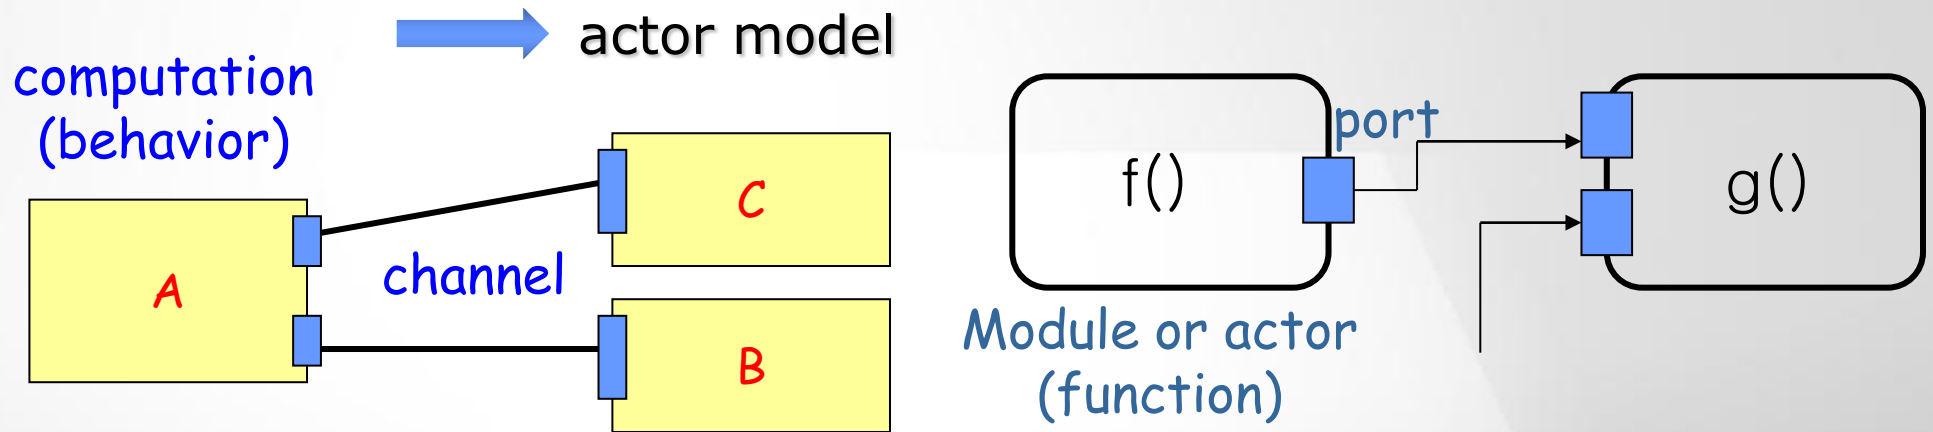 actor model
computation
(behavior)
A
channel
C
B
f()
port
g()
Module or actor
(function)